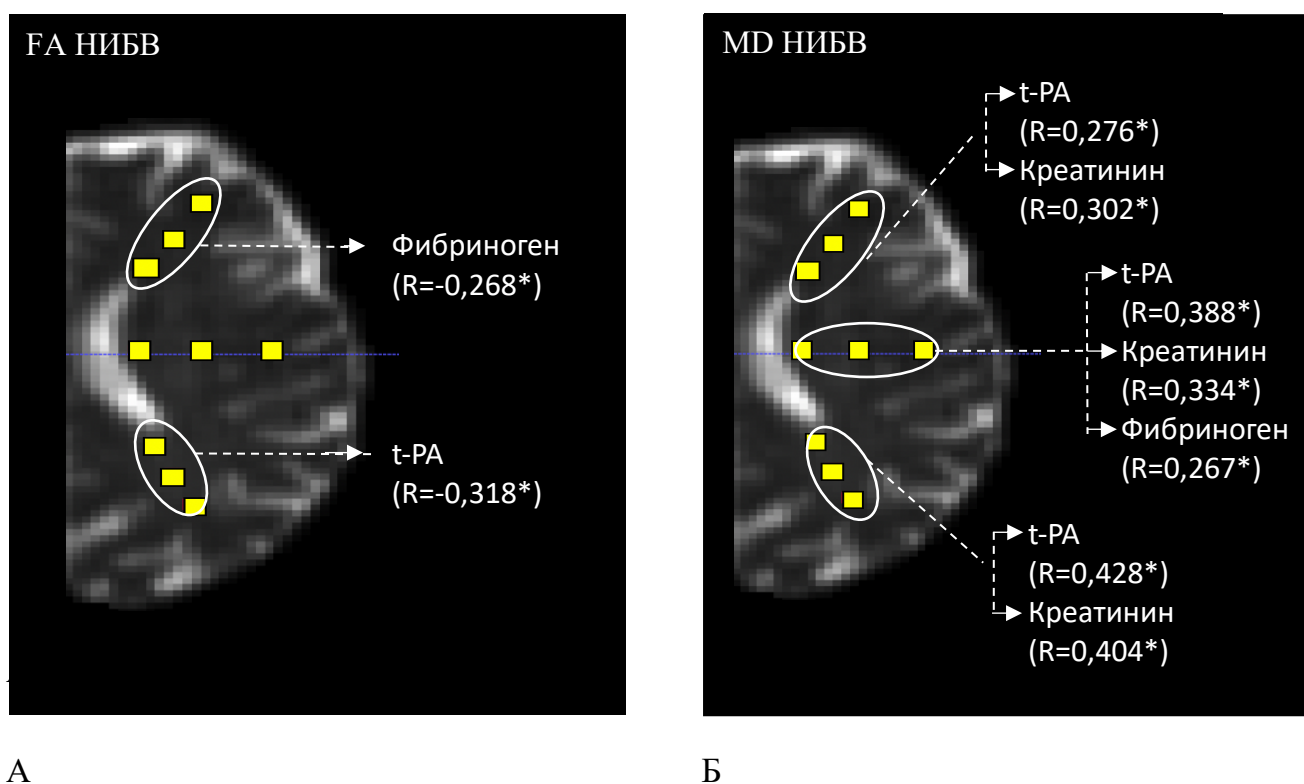 FA НИБВ
Фибриноген
(R=-0,268*)
t-PA
(R=-0,318*)
А
MD НИБВ
t-PA
(R=0,276*)
Креатинин
(R=0,302*)
t-PA
(R=0,388*)
Креатинин
(R=0,334*)
Фибриноген
(R=0,267*)
t-PA
(R=0,428*)
Креатинин
(R=0,404*)
Б